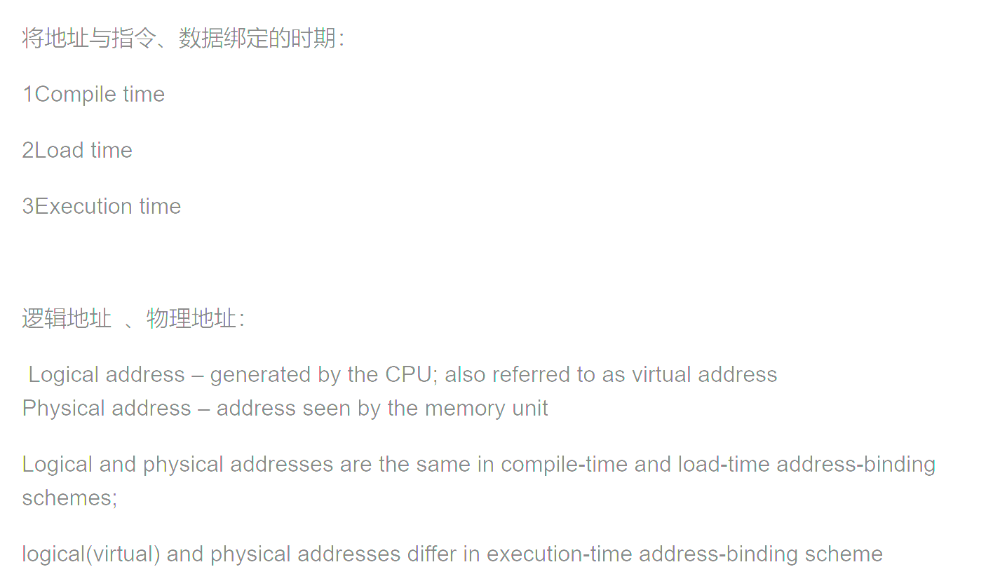 将地址与指令、数据绑定的时期：
1Compile time
2Load time
3Execution time
逻辑地址 、物理地址：
Logical address – generated by the CPU; also referred to as virtual address
Physical address – address seen by the memory unit
Logical and physical addresses are the same in compile-time and load-time address-binding
schemes;
logical(virtual) and physical addresses differ in execution-time address-binding scheme